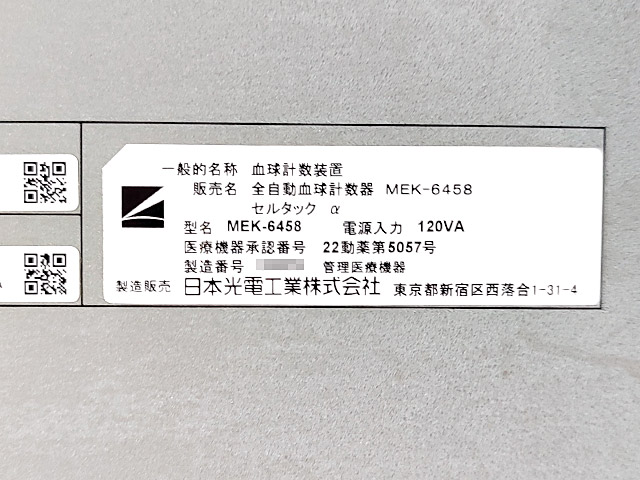 一般的名称 血球計数装置
販売名 全自動血球計数器 MEK-6458
セルタック α
型名 MEK-6458 電源入力 120VA
医療機器承認番号 22動薬第5057号
製造番号 管理医療機器
製造販売 日本光電工業株式会社 東京都新宿区西落合1-31-4